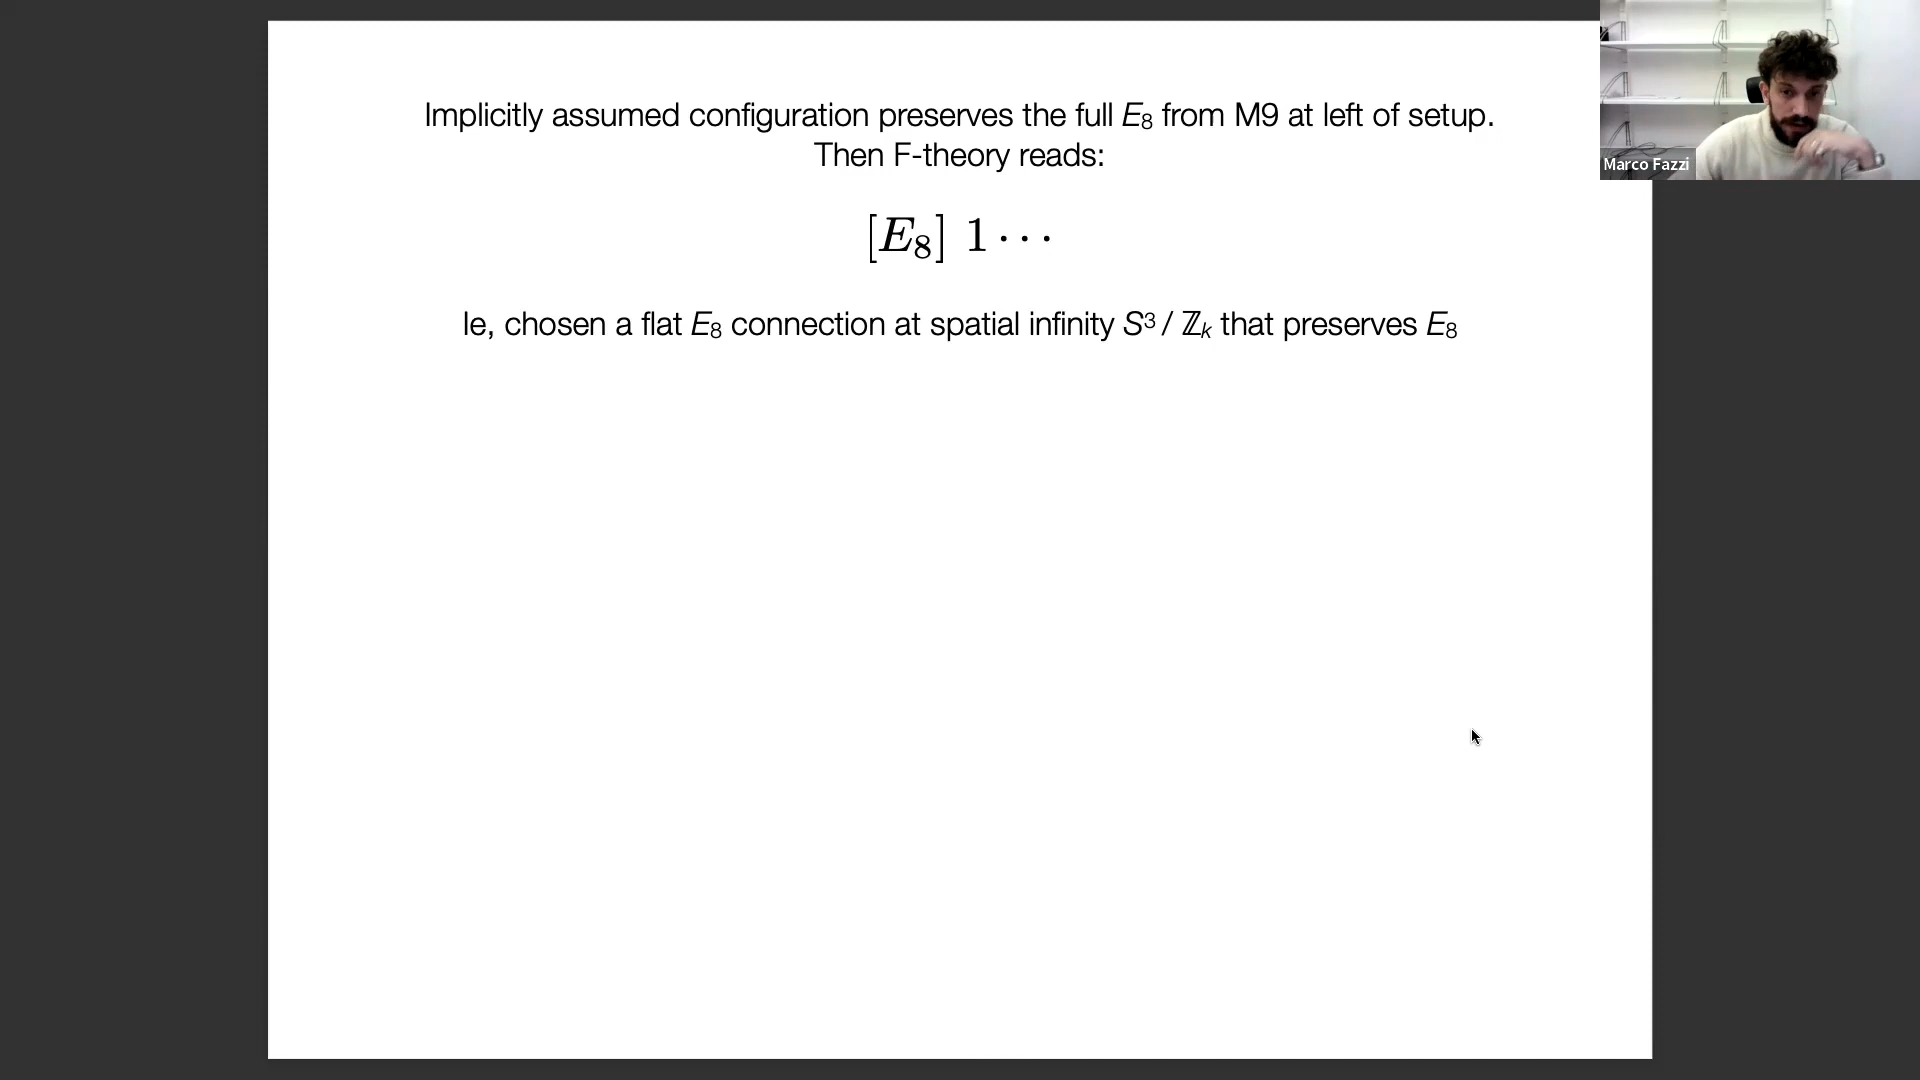 Implicitly assumed configuration preserves the full E₈ from M9 at left of setup.
Then F-theory reads:
[E₈] 1 · · ·
Ie, chosen a flat E₈ connection at spatial infinity S³ / ℤₖ that preserves E₈
Marco Fazzi